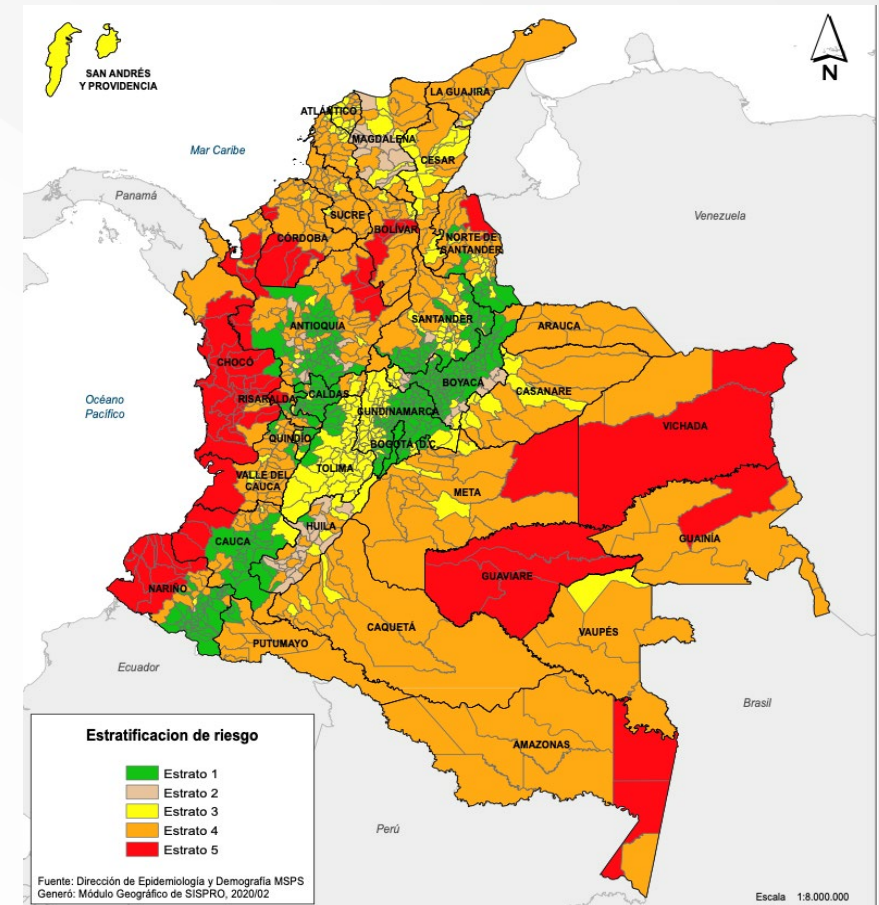 N
SAN ANDRÉS
Y PROVIDENCIA
LA GUAJIRA
ATLÁNTICO
MAGDALENA
CESAR
Mar Caribe
Panamá
Venezuela
SUCRE
BOLÍVAR
CÓRDOBA
NORTE DE
SANTANDER
ANTIOQUIA
SANTANDER
ARAUCA
CHOCÓ
BOYACÁ
RISARALDA
CALDAS
CASANARE
Océano
Pacífico
CUNDINAMARCA
VICHADA
QUINDIO
BOGOTÁ D.C.
TOLIMA
VALLE DEL
CAUCA
META
HUILA
CAUCA
GUAINÍA
GUAVIARE
NARIÑO
CAQUETÁ
VAUPÉS
PUTUMAYO
Ecuador
Brasil
AMAZONAS
Perú
Estratificacion de riesgo
Estrato 1
Estrato 2
Estrato 3
Estrato 4
Estrato 5
Fuente: Dirección de Epidemiología y Demografía MSPS
Generó: Módulo Geográfico de SISPRO, 2020/02
Escala 1:8.000.000